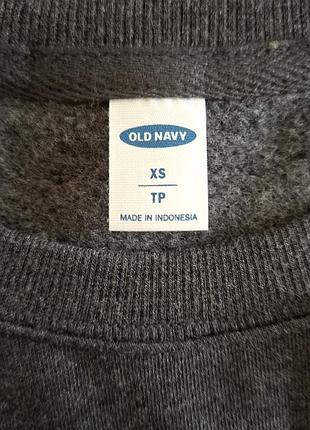 OLD NAVY
XS
TP
MADE IN INDONESIA